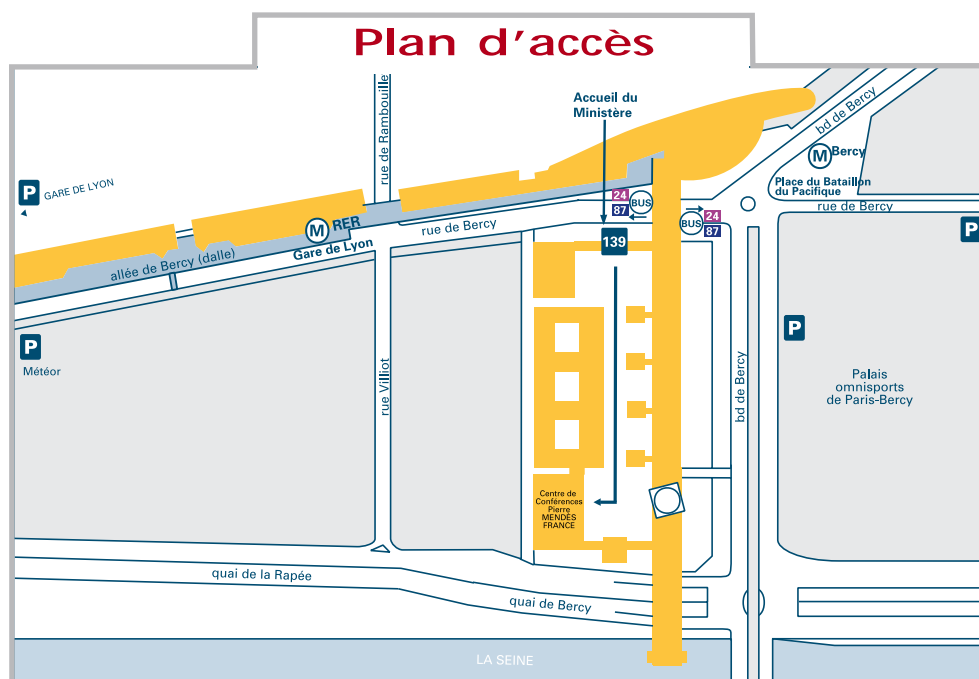 Plan d'accès
rue de Rambouille
Accueil du
Ministère
bd de Bercy
M Bercy
Place du Bataillon
du Pacifique
rue de Bercy
P GARE DE LYON
M RER
Gare de Lyon
allée de Bercy (dalle)
rue de Bercy
24
87
BUS
BUS
24
87
139
P
P
P
Météor
rue Villiot
bd de Bercy
Palais
omnisports
de Paris-Bercy
Centre de
Conférences
Pierre
MENDÈS
FRANCE
quai de la Rapée
quai de Bercy
LA SEINE